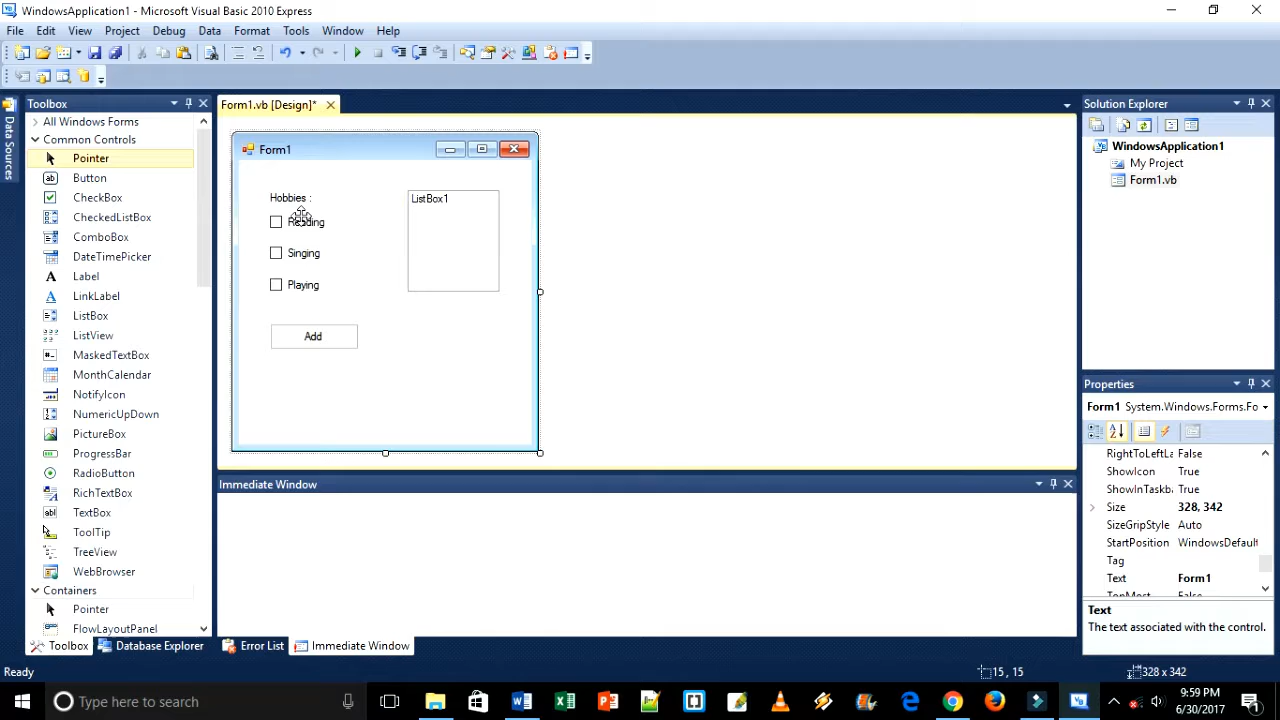 WindowsApplication1 - Microsoft Visual Basic 2010 Express
File Edit View Project Debug Data Format Tools Window Help
Data Sources
Toolbox
All Windows Forms
Common Controls
Pointer
Button
CheckBox
CheckedListBox
ComboBox
DateTimePicker
Label
LinkLabel
ListBox
ListView
MaskedTextBox
MonthCalendar
NotifyIcon
NumericUpDown
PictureBox
ProgressBar
RadioButton
RichTextBox
TextBox
ToolTip
TreeView
WebBrowser
Containers
Pointer
FlowLayoutPanel
Toolbox Database Explorer
Form1.vb [Design]*
Form1
Hobbies :
Reading
Singing
Playing
Add
ListBox1
Immediate Window
Error List Immediate Window
Solution Explorer
WindowsApplication1
My Project
Form1.vb
Properties
Form1 System.Windows.Forms.Fo
RightToLeftLa False
ShowIcon True
ShowInTaskba True
Size 328, 342
SizeGripStyle Auto
StartPosition WindowsDefault
Tag
Text Form1
TopMost False
Text
The text associated with the control.
Ready
15 , 15
328 x 342
Type here to search
9:59 PM
6/30/2017